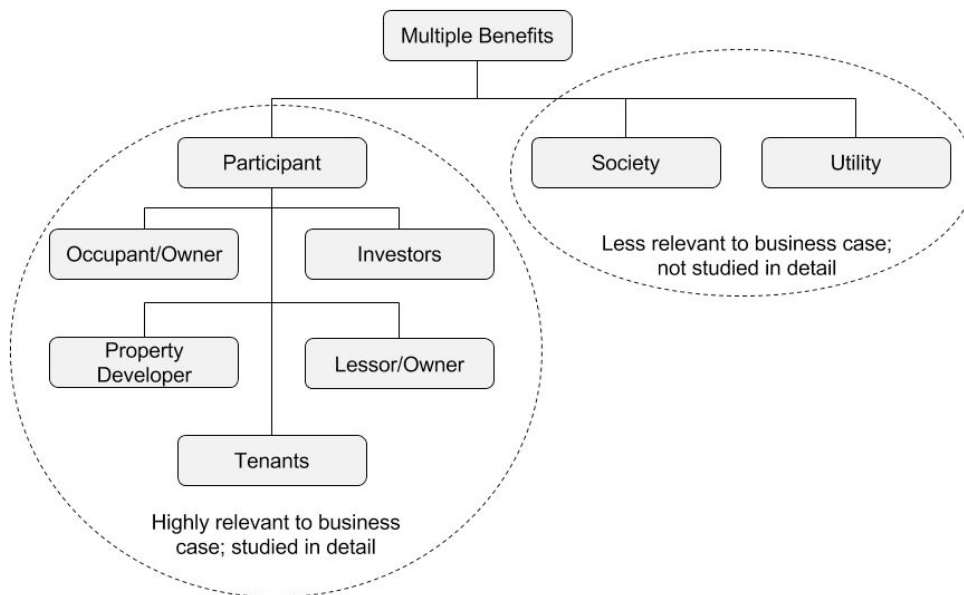 Multiple Benefits
Participant
Society
Utility
Occupant/Owner
Investors
Less relevant to business case;
not studied in detail
Property
Developer
Lessor/Owner
Tenants
Highly relevant to business
case; studied in detail